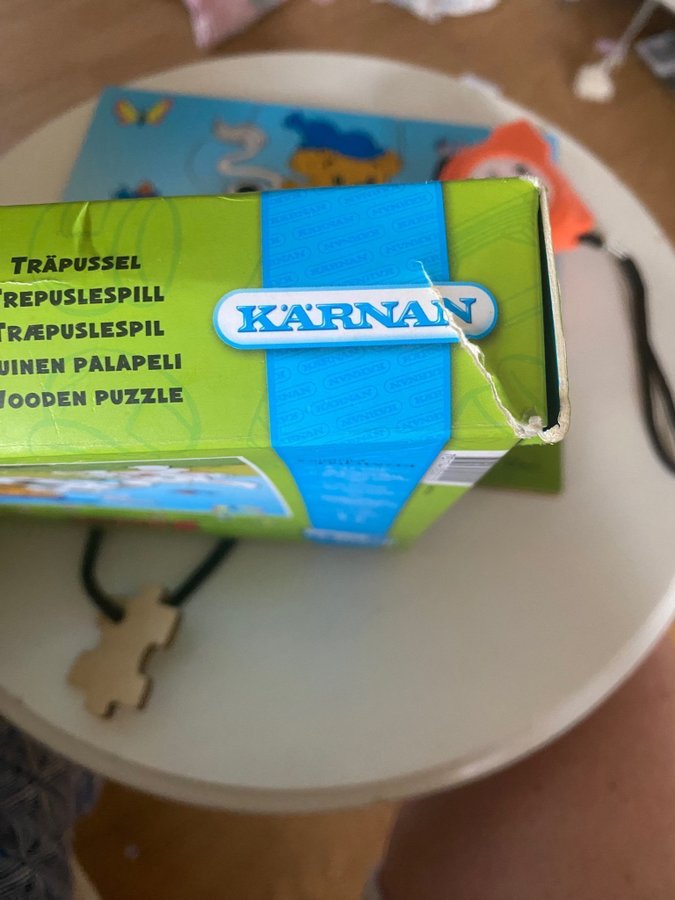 TRÄPUSSEL
TREPUSLESPILL
TRÆPUSLESPIL
UINEN PALAPELI
WOODEN PUZZLE
KÄRNAN